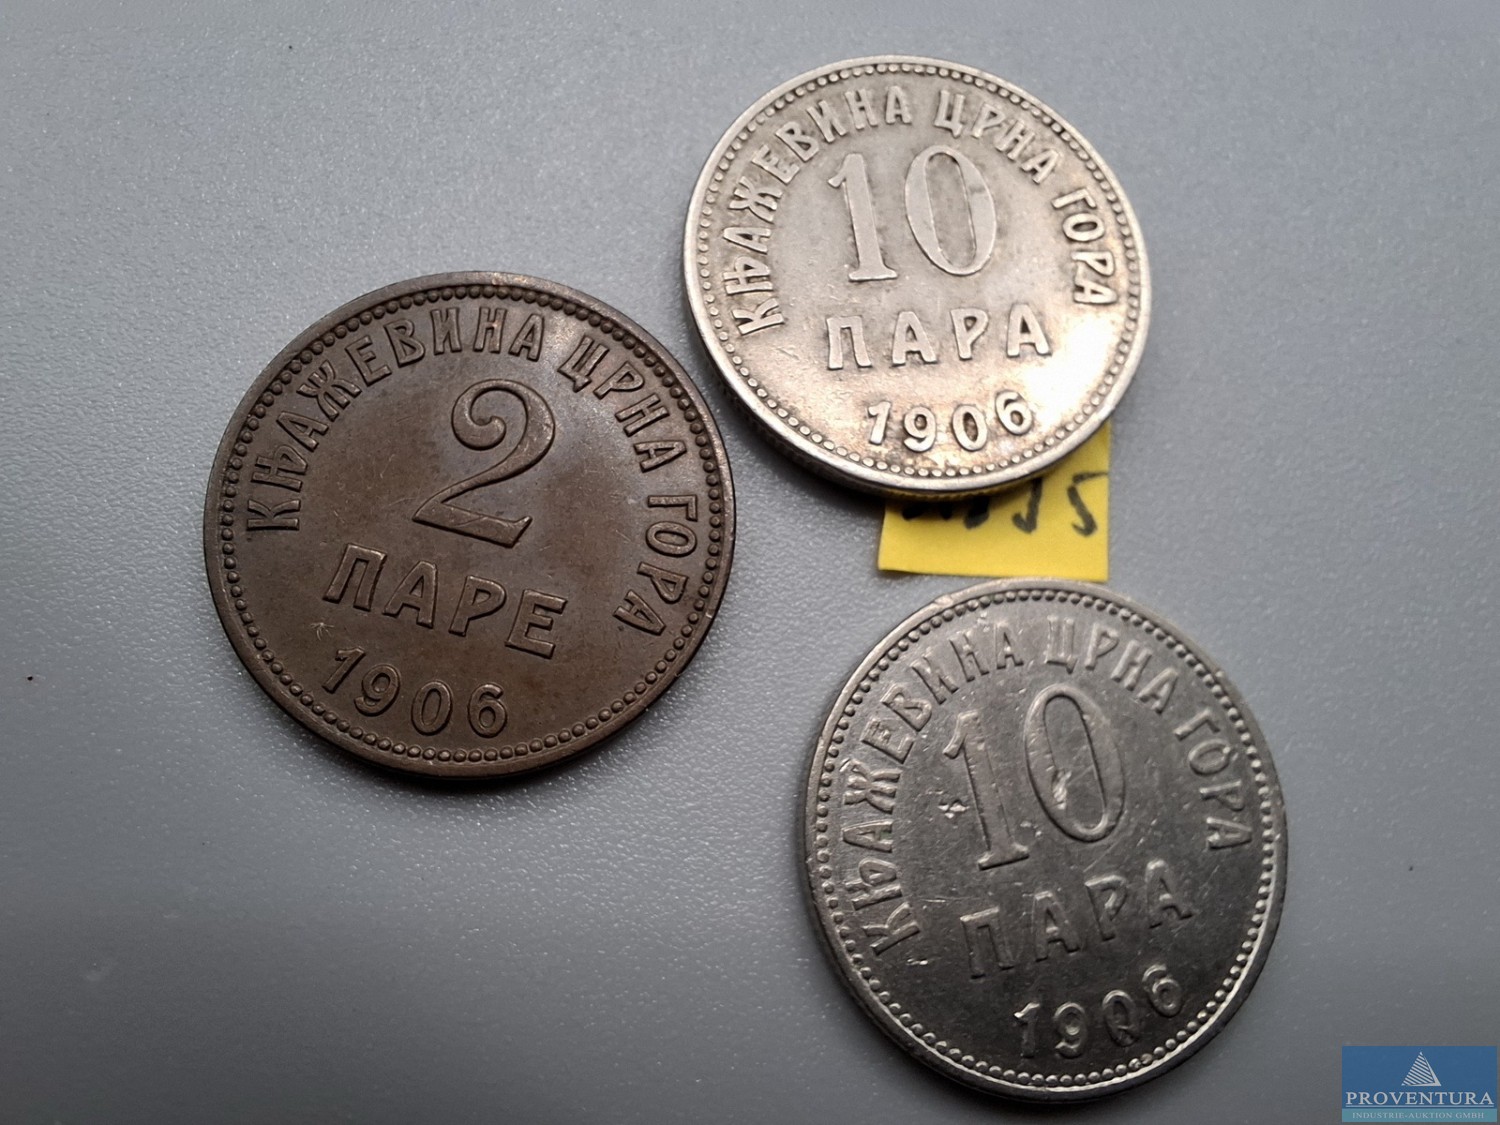 КЊАЖЕВИНА ЦРНА ГОРА
10
ПАРА
1906
КЊАЖЕВИНА ЦРНА ГОРА
2
ПАРЕ
1906
КЊАЖЕВИНА ЦРНА ГОРА
10
ПАРА
1906
PROVENTURA
INDUSTRIE-AUKTION GMBH